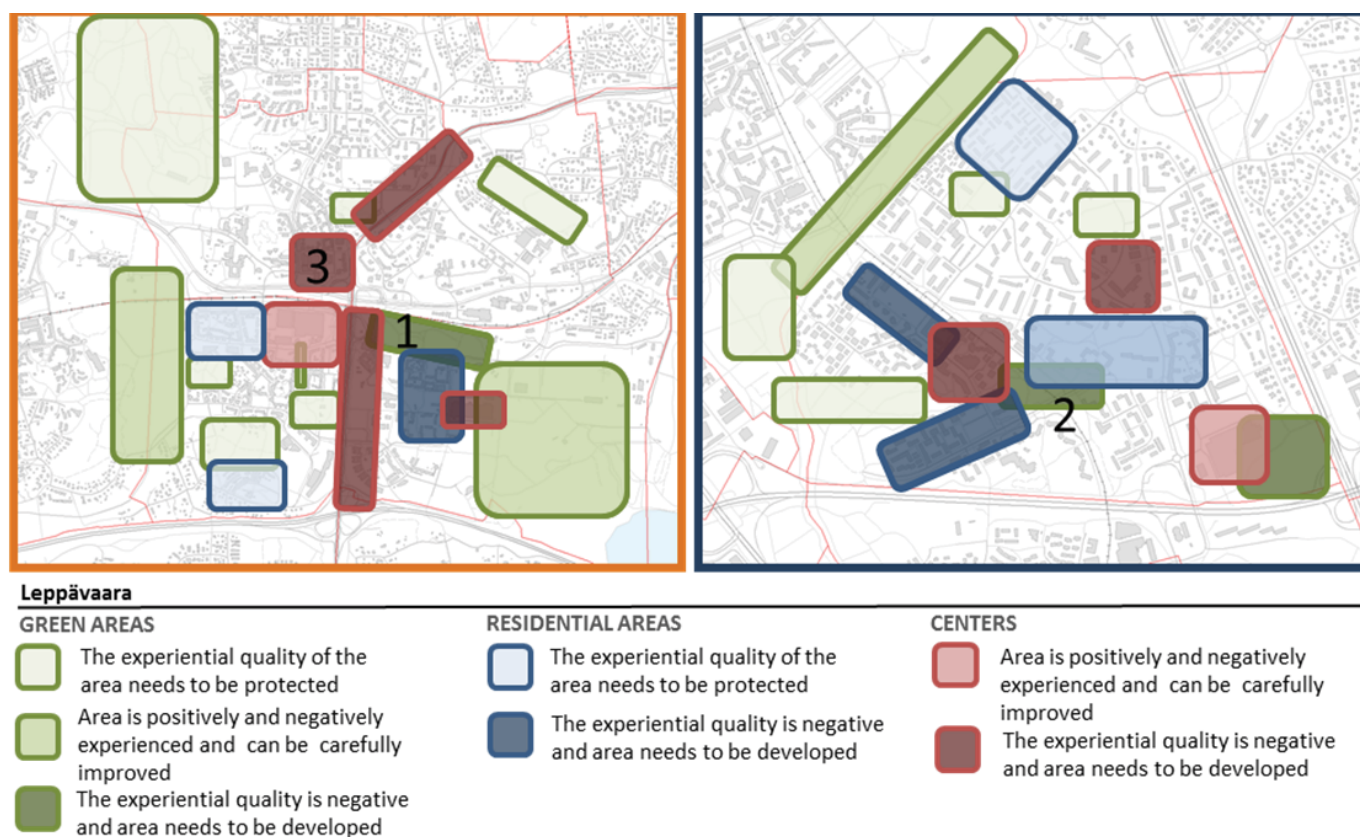 3
1
2
Leppävaara
GREEN AREAS
The experiential quality of the
area needs to be protected
Area is positively and negatively
experienced and can be carefully
improved
The experiential quality is negative
and area needs to be developed
RESIDENTIAL AREAS
The experiential quality of the
area needs to be protected
The experiential quality is negative
and area needs to be developed
CENTERS
Area is positively and negatively
experienced and can be carefully
improved
The experiential quality is negative
and area needs to be developed